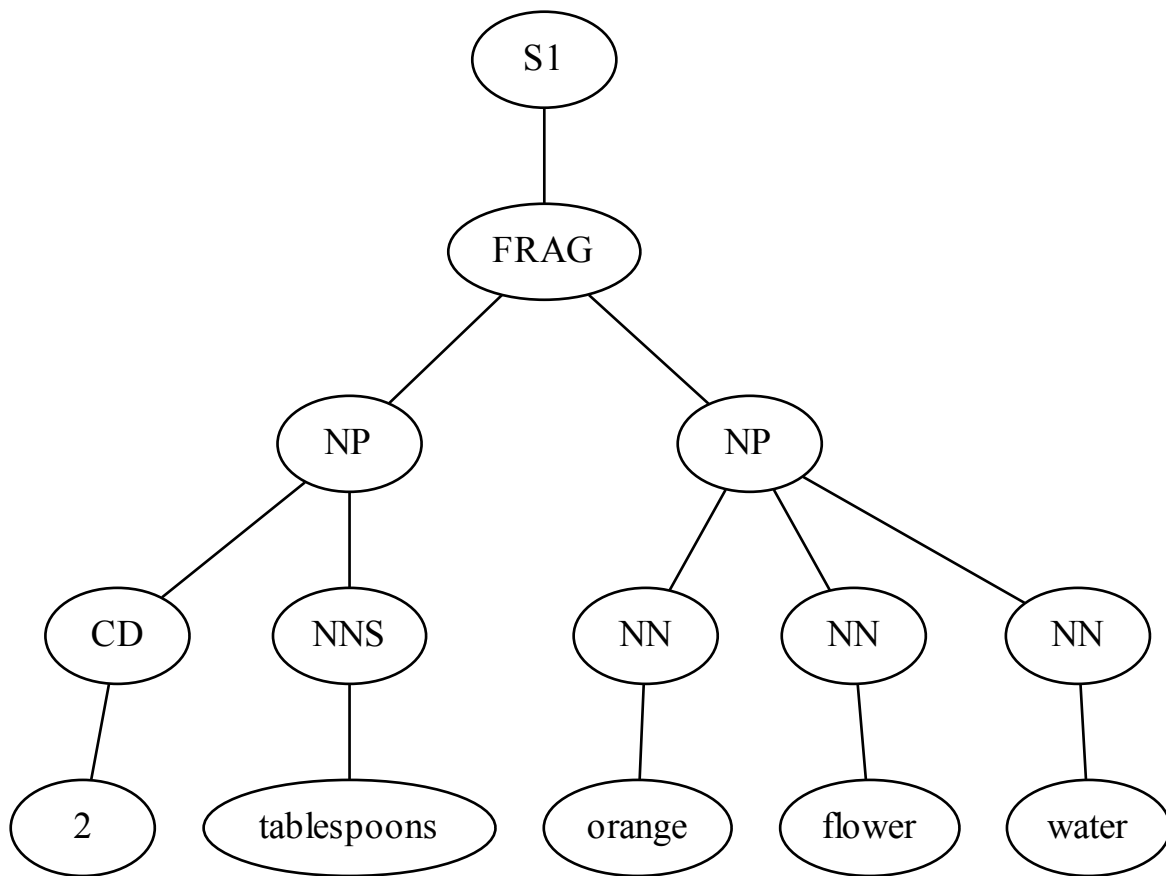 S1
FRAG
NP NP
CD NNS NN NN NN
2 tablespoons orange flower water